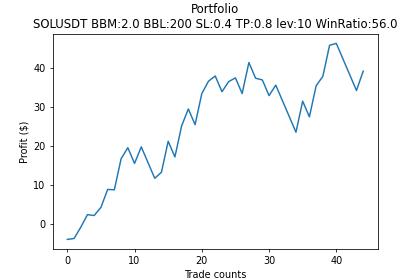 Portfolio
SOLUSDT BBM:2.0 BBL:200 SL:0.4 TP:0.8 lev:10 WinRatio:56.0
40
30
20
10
0
Profit ($)
0 10 20 30 40
Trade counts